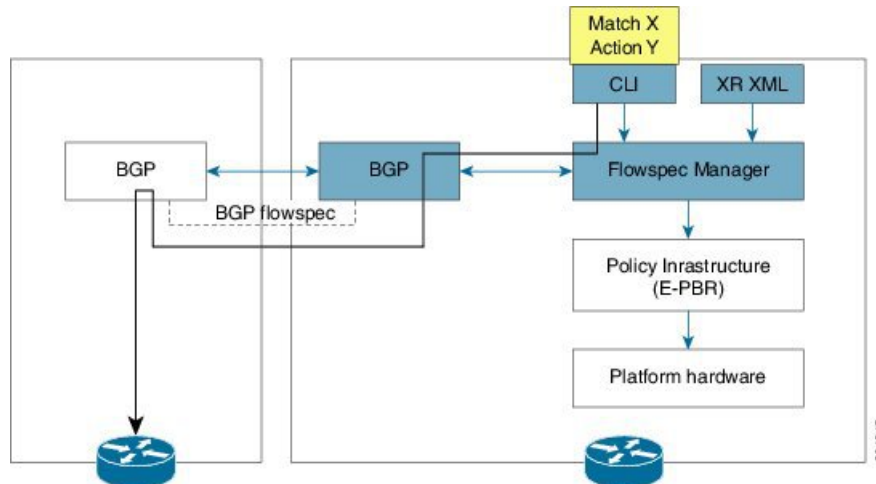 Match X
Action Y
CLI
XR XML
BGP
BGP
Flowspec Manager
BGP flowspec
Policy Inrastructure
(E-PBR)
Platform hardware